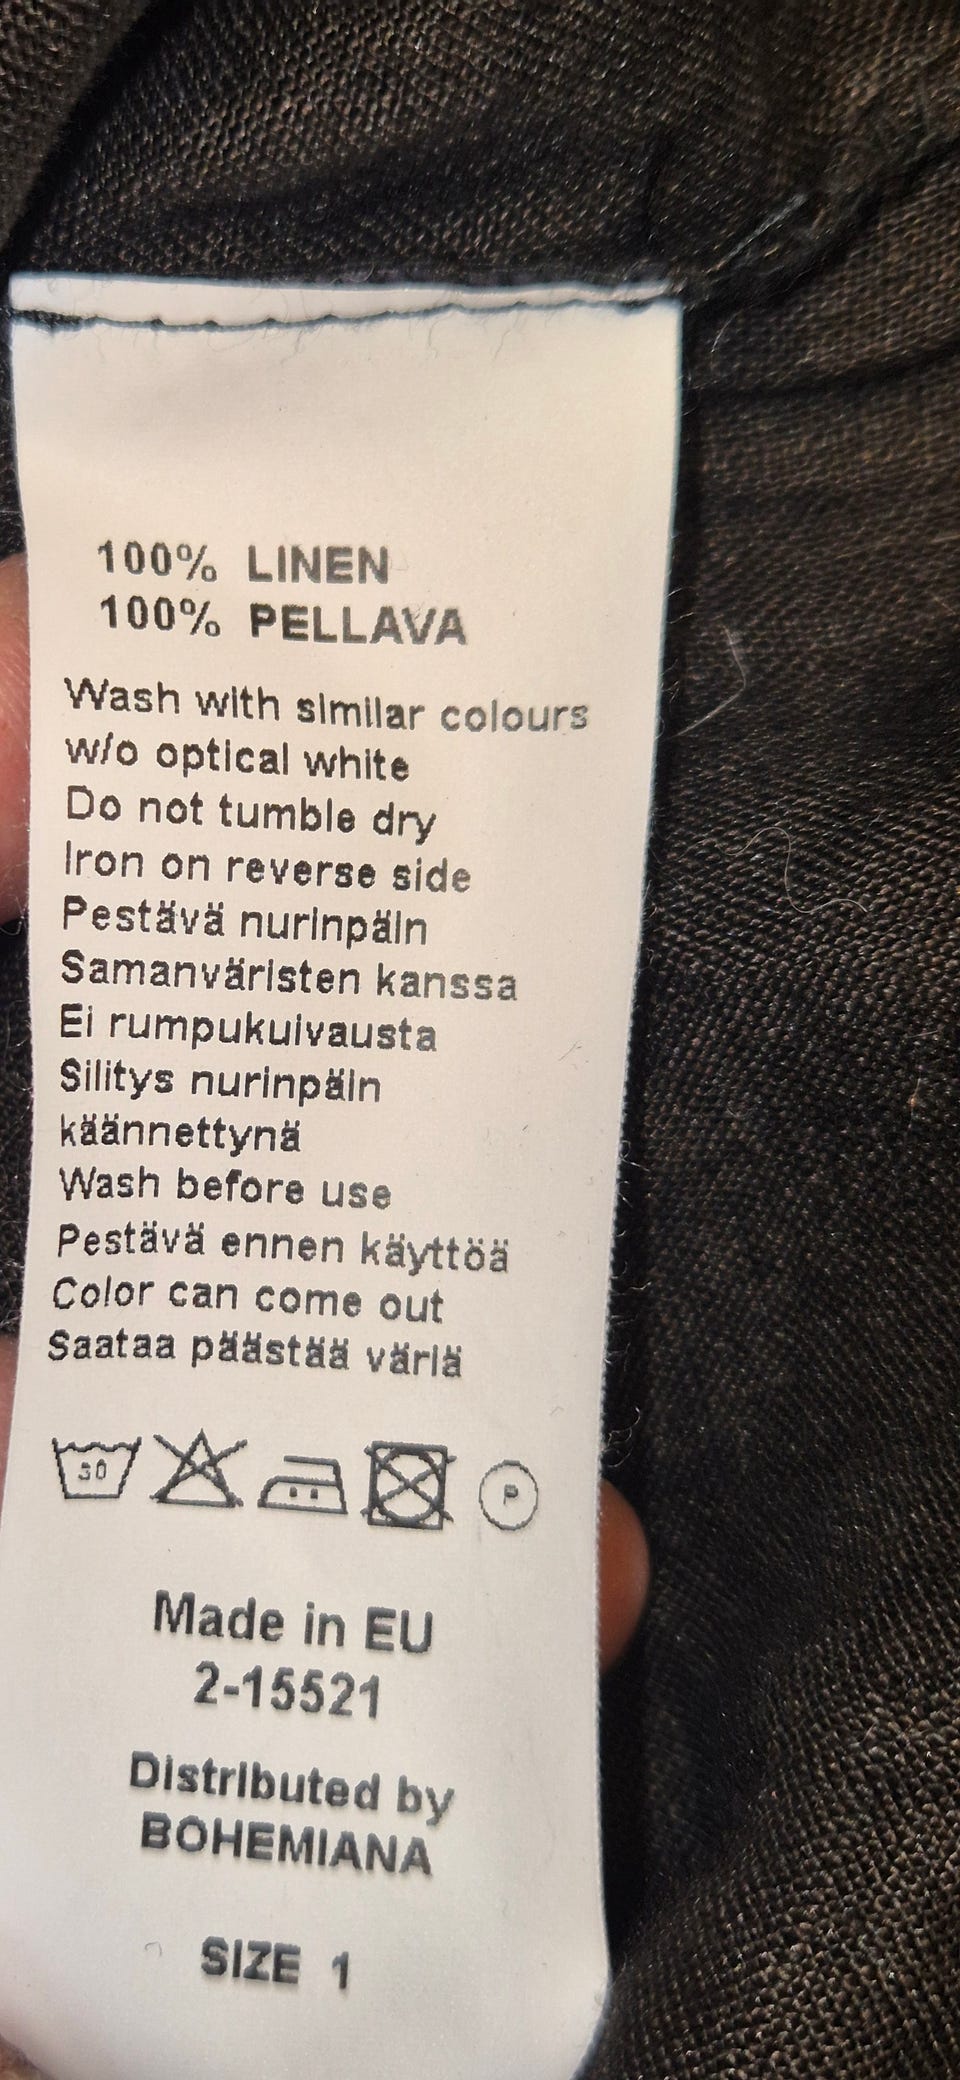 100% LINEN
100% PELLAVA
Wash with similar colours
w/o optical white
Do not tumble dry
Iron on reverse side
Pestävä nurinpäin
Samanväristen kanssa
Ei rumpukuivausta
Silitys nurinpäin
käännettynä
Wash before use
Pestävä ennen käyttöä
Color can come out
Saataa päästää väriä
30 P
Made in EU
2-15521
Distributed by
BOHEMIANA
SIZE 1